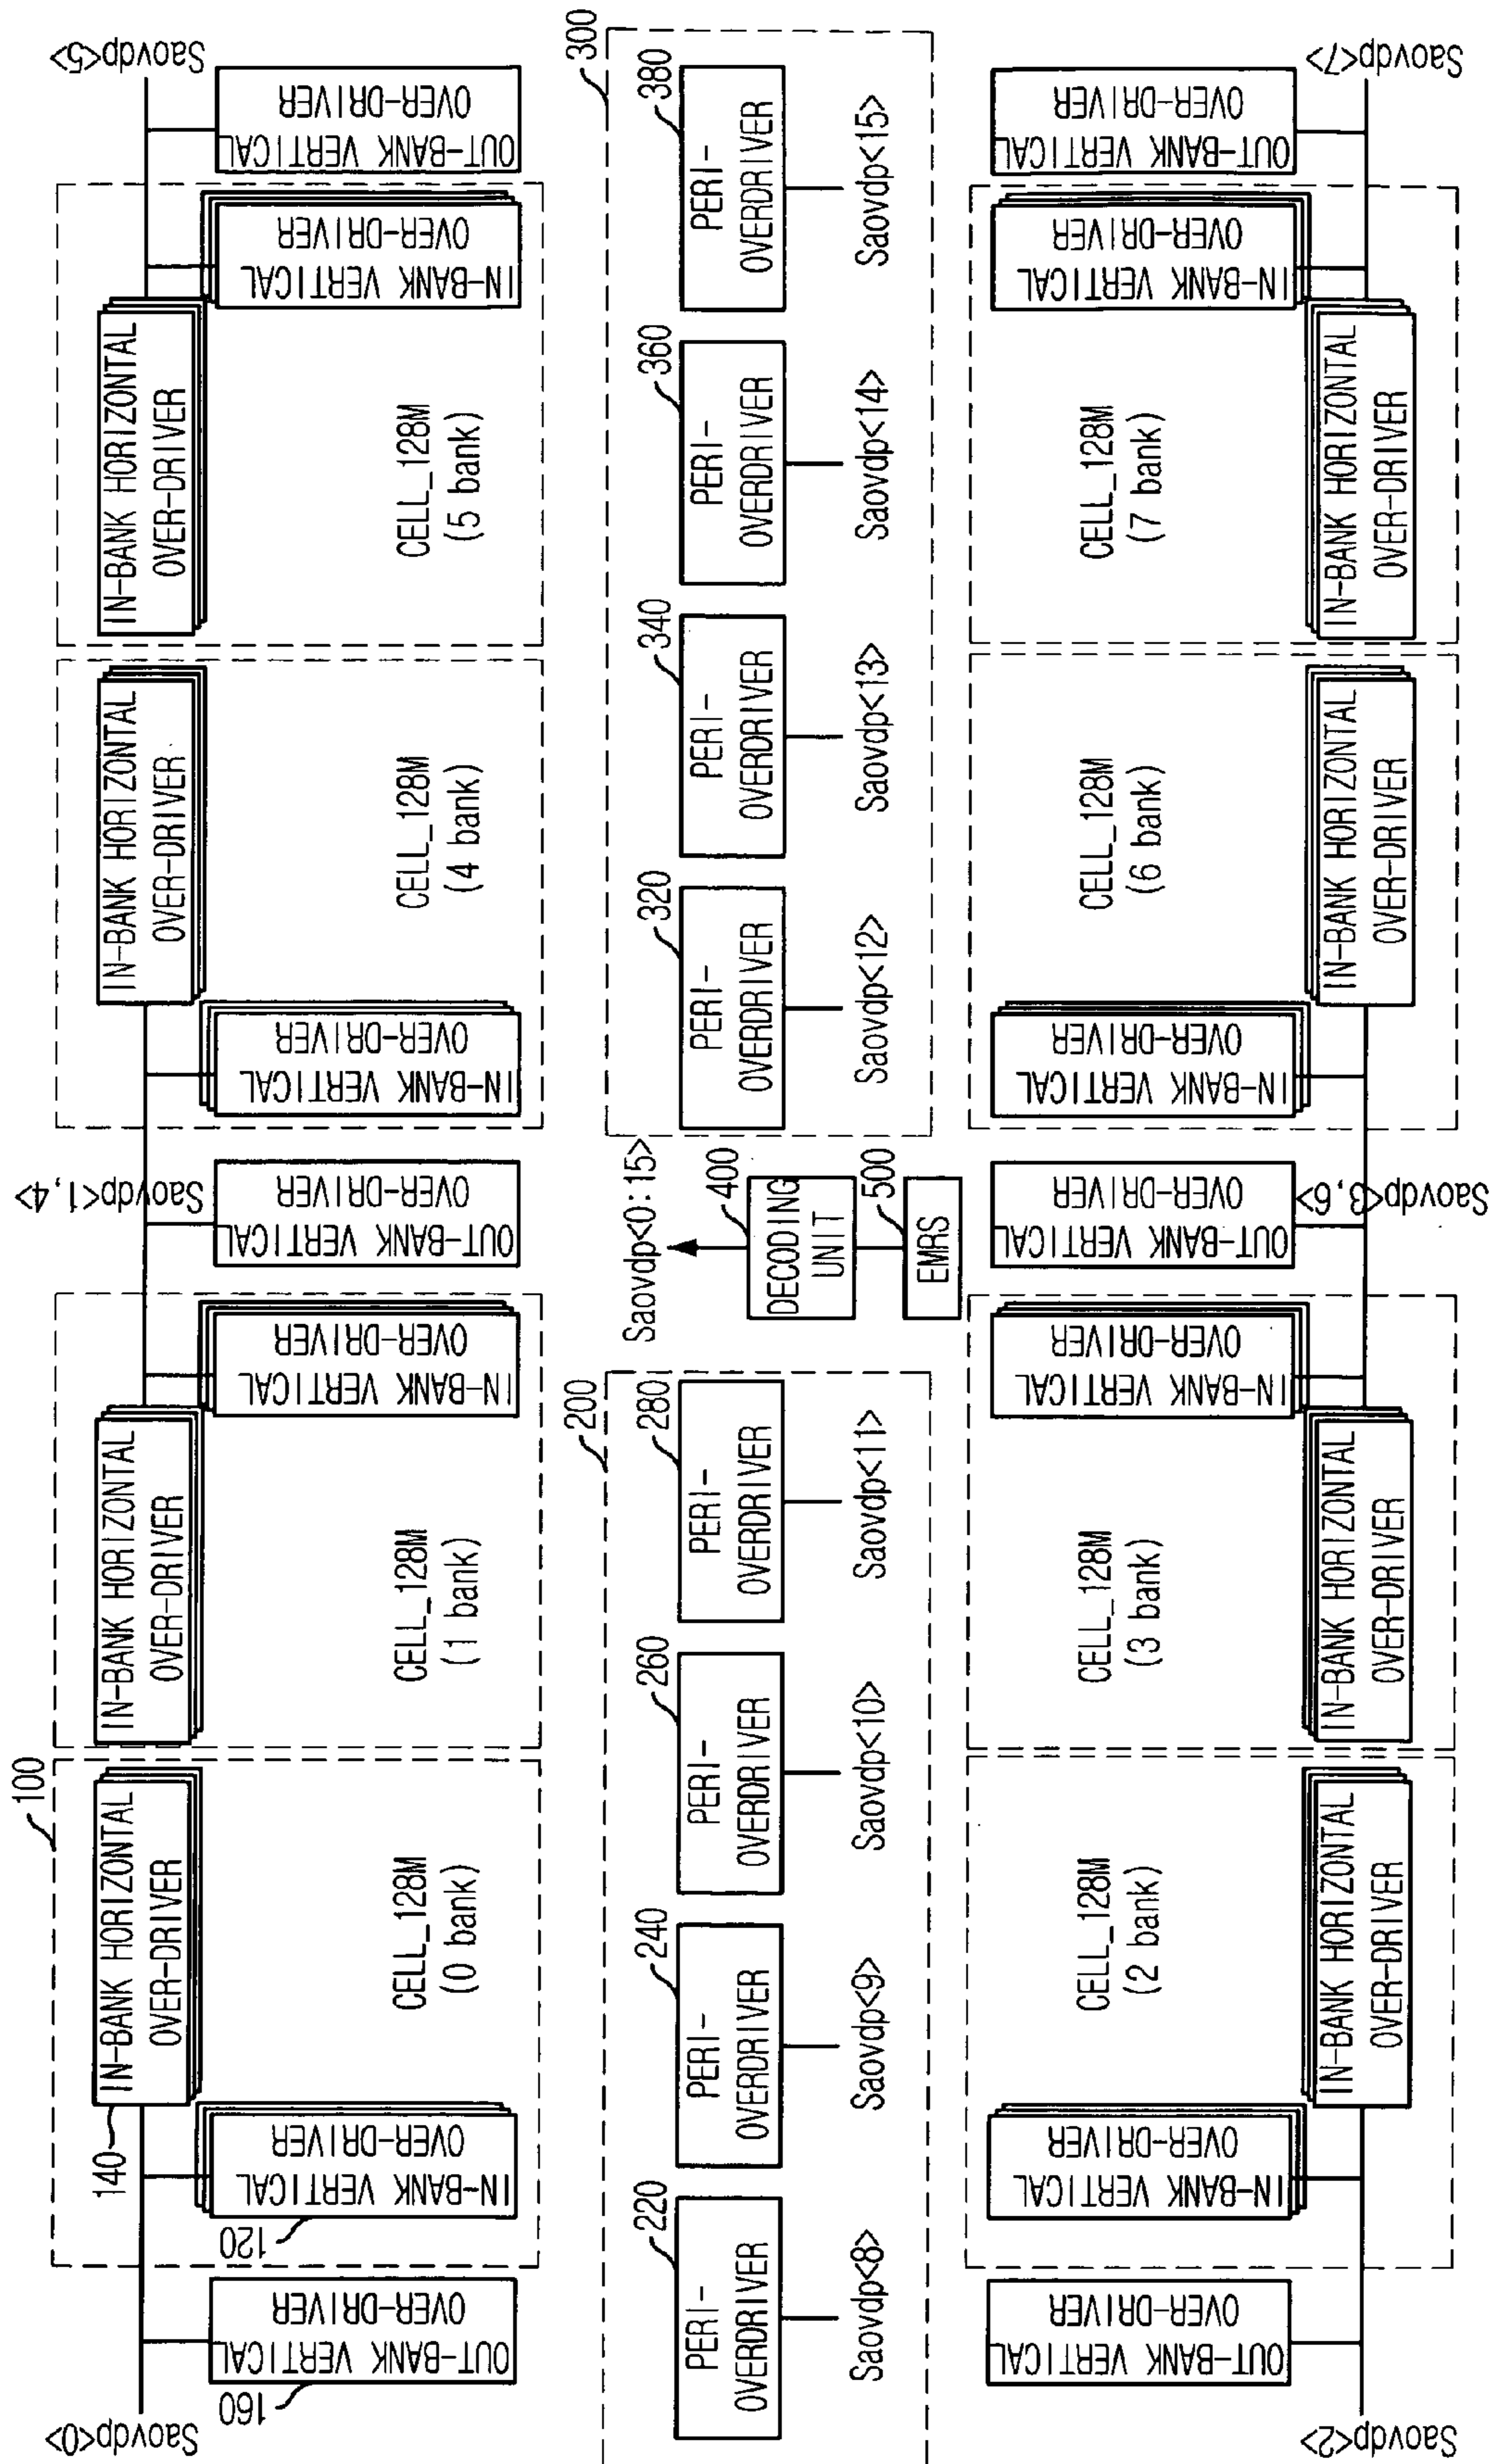 100
Saovdp<0>
160
OUT-BANK VERTICAL
OVER-DRIVER
120
IN-BANK VERTICAL
OVER-DRIVER
140
IN-BANK HORIZONTAL
OVER-DRIVER
CELL_128M
(0 bank)
IN-BANK HORIZONTAL
OVER-DRIVER
CELL_128M
(1 bank)
IN-BANK VERTICAL
OVER-DRIVER
Saovdp<1,4>
OUT-BANK VERTICAL
OVER-DRIVER
IN-BANK VERTICAL
OVER-DRIVER
IN-BANK HORIZONTAL
OVER-DRIVER
CELL_128M
(4 bank)
IN-BANK HORIZONTAL
OVER-DRIVER
CELL_128M
(5 bank)
IN-BANK VERTICAL
OVER-DRIVER
OUT-BANK VERTICAL
OVER-DRIVER
Saovdp<5>
200
220
PERI-
OVERDRIVER
Saovdp<8>
240
PERI-
OVERDRIVER
Saovdp<9>
260
PERI-
OVERDRIVER
Saovdp<10>
280
PERI-
OVERDRIVER
Saovdp<11>
Saovdp<0:15>
400
DECODING
UNIT
500
EMRS
300
320
PERI-
OVERDRIVER
Saovdp<12>
340
PERI-
OVERDRIVER
Saovdp<13>
360
PERI-
OVERDRIVER
Saovdp<14>
380
PERI-
OVERDRIVER
Saovdp<15>
OUT-BANK VERTICAL
OVER-DRIVER
Saovdp<2>
IN-BANK VERTICAL
OVER-DRIVER
CELL_128M
(2 bank)
IN-BANK HORIZONTAL
OVER-DRIVER
CELL_128M
(3 bank)
IN-BANK HORIZONTAL
OVER-DRIVER
IN-BANK VERTICAL
OVER-DRIVER
OUT-BANK VERTICAL
OVER-DRIVER
Saovdp<3,6>
IN-BANK VERTICAL
OVER-DRIVER
CELL_128M
(6 bank)
IN-BANK HORIZONTAL
OVER-DRIVER
CELL_128M
(7 bank)
IN-BANK HORIZONTAL
OVER-DRIVER
IN-BANK VERTICAL
OVER-DRIVER
OUT-BANK VERTICAL
OVER-DRIVER
Saovdp<7>